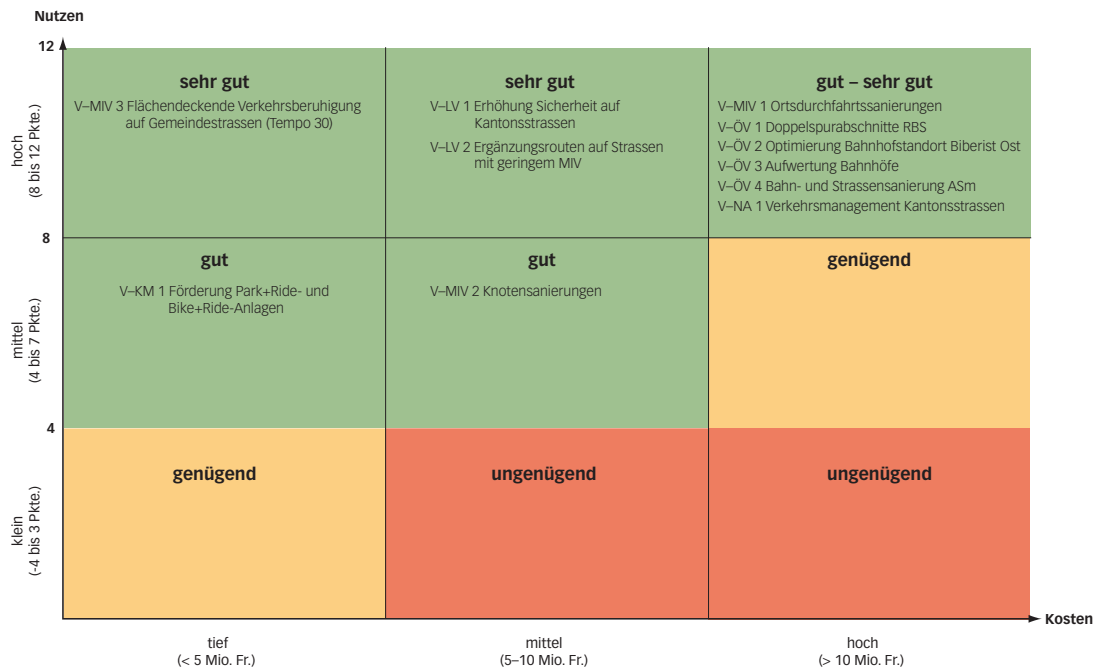 Nutzen
12
hoch
(8 bis 12 Pkte.)
sehr gut
V–MIV 3 Flächendeckende Verkehrsberuhigung
auf Gemeindestrassen (Tempo 30)
sehr gut
V–LV 1 Erhöhung Sicherheit auf
Kantonsstrassen
V–LV 2 Ergänzungsrouten auf Strassen
mit geringem MIV
gut – sehr gut
V–MIV 1 Ortsdurchfahrtssanierungen
V–ÖV 1 Doppelspurabschnitte RBS
V–ÖV 2 Optimierung Bahnhofstandort Biberist Ost
V–ÖV 3 Aufwertung Bahnhöfe
V–ÖV 4 Bahn- und Strassensanierung ASm
V–NA 1 Verkehrsmanagement Kantonsstrassen
8
mittel
(4 bis 7 Pkte.)
gut
V–KM 1 Förderung Park+Ride- und
Bike+Ride-Anlagen
gut
V–MIV 2 Knotensanierungen
genügend
4
klein
(-4 bis 3 Pkte.)
genügend
ungenügend
ungenügend
Kosten
tief
(< 5 Mio. Fr.)
mittel
(5–10 Mio. Fr.)
hoch
(> 10 Mio. Fr.)